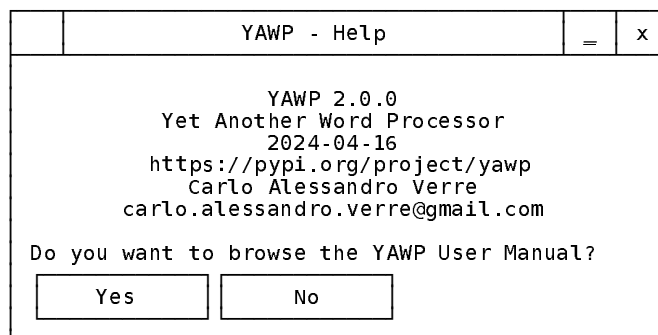 YAWP - Help _ x
YAWP 2.0.0
Yet Another Word Processor
2024-04-16
https://pypi.org/project/yawp
Carlo Alessandro Verre
carlo.alessandro.verre@gmail.com
Do you want to browse the YAWP User Manual?
Yes No